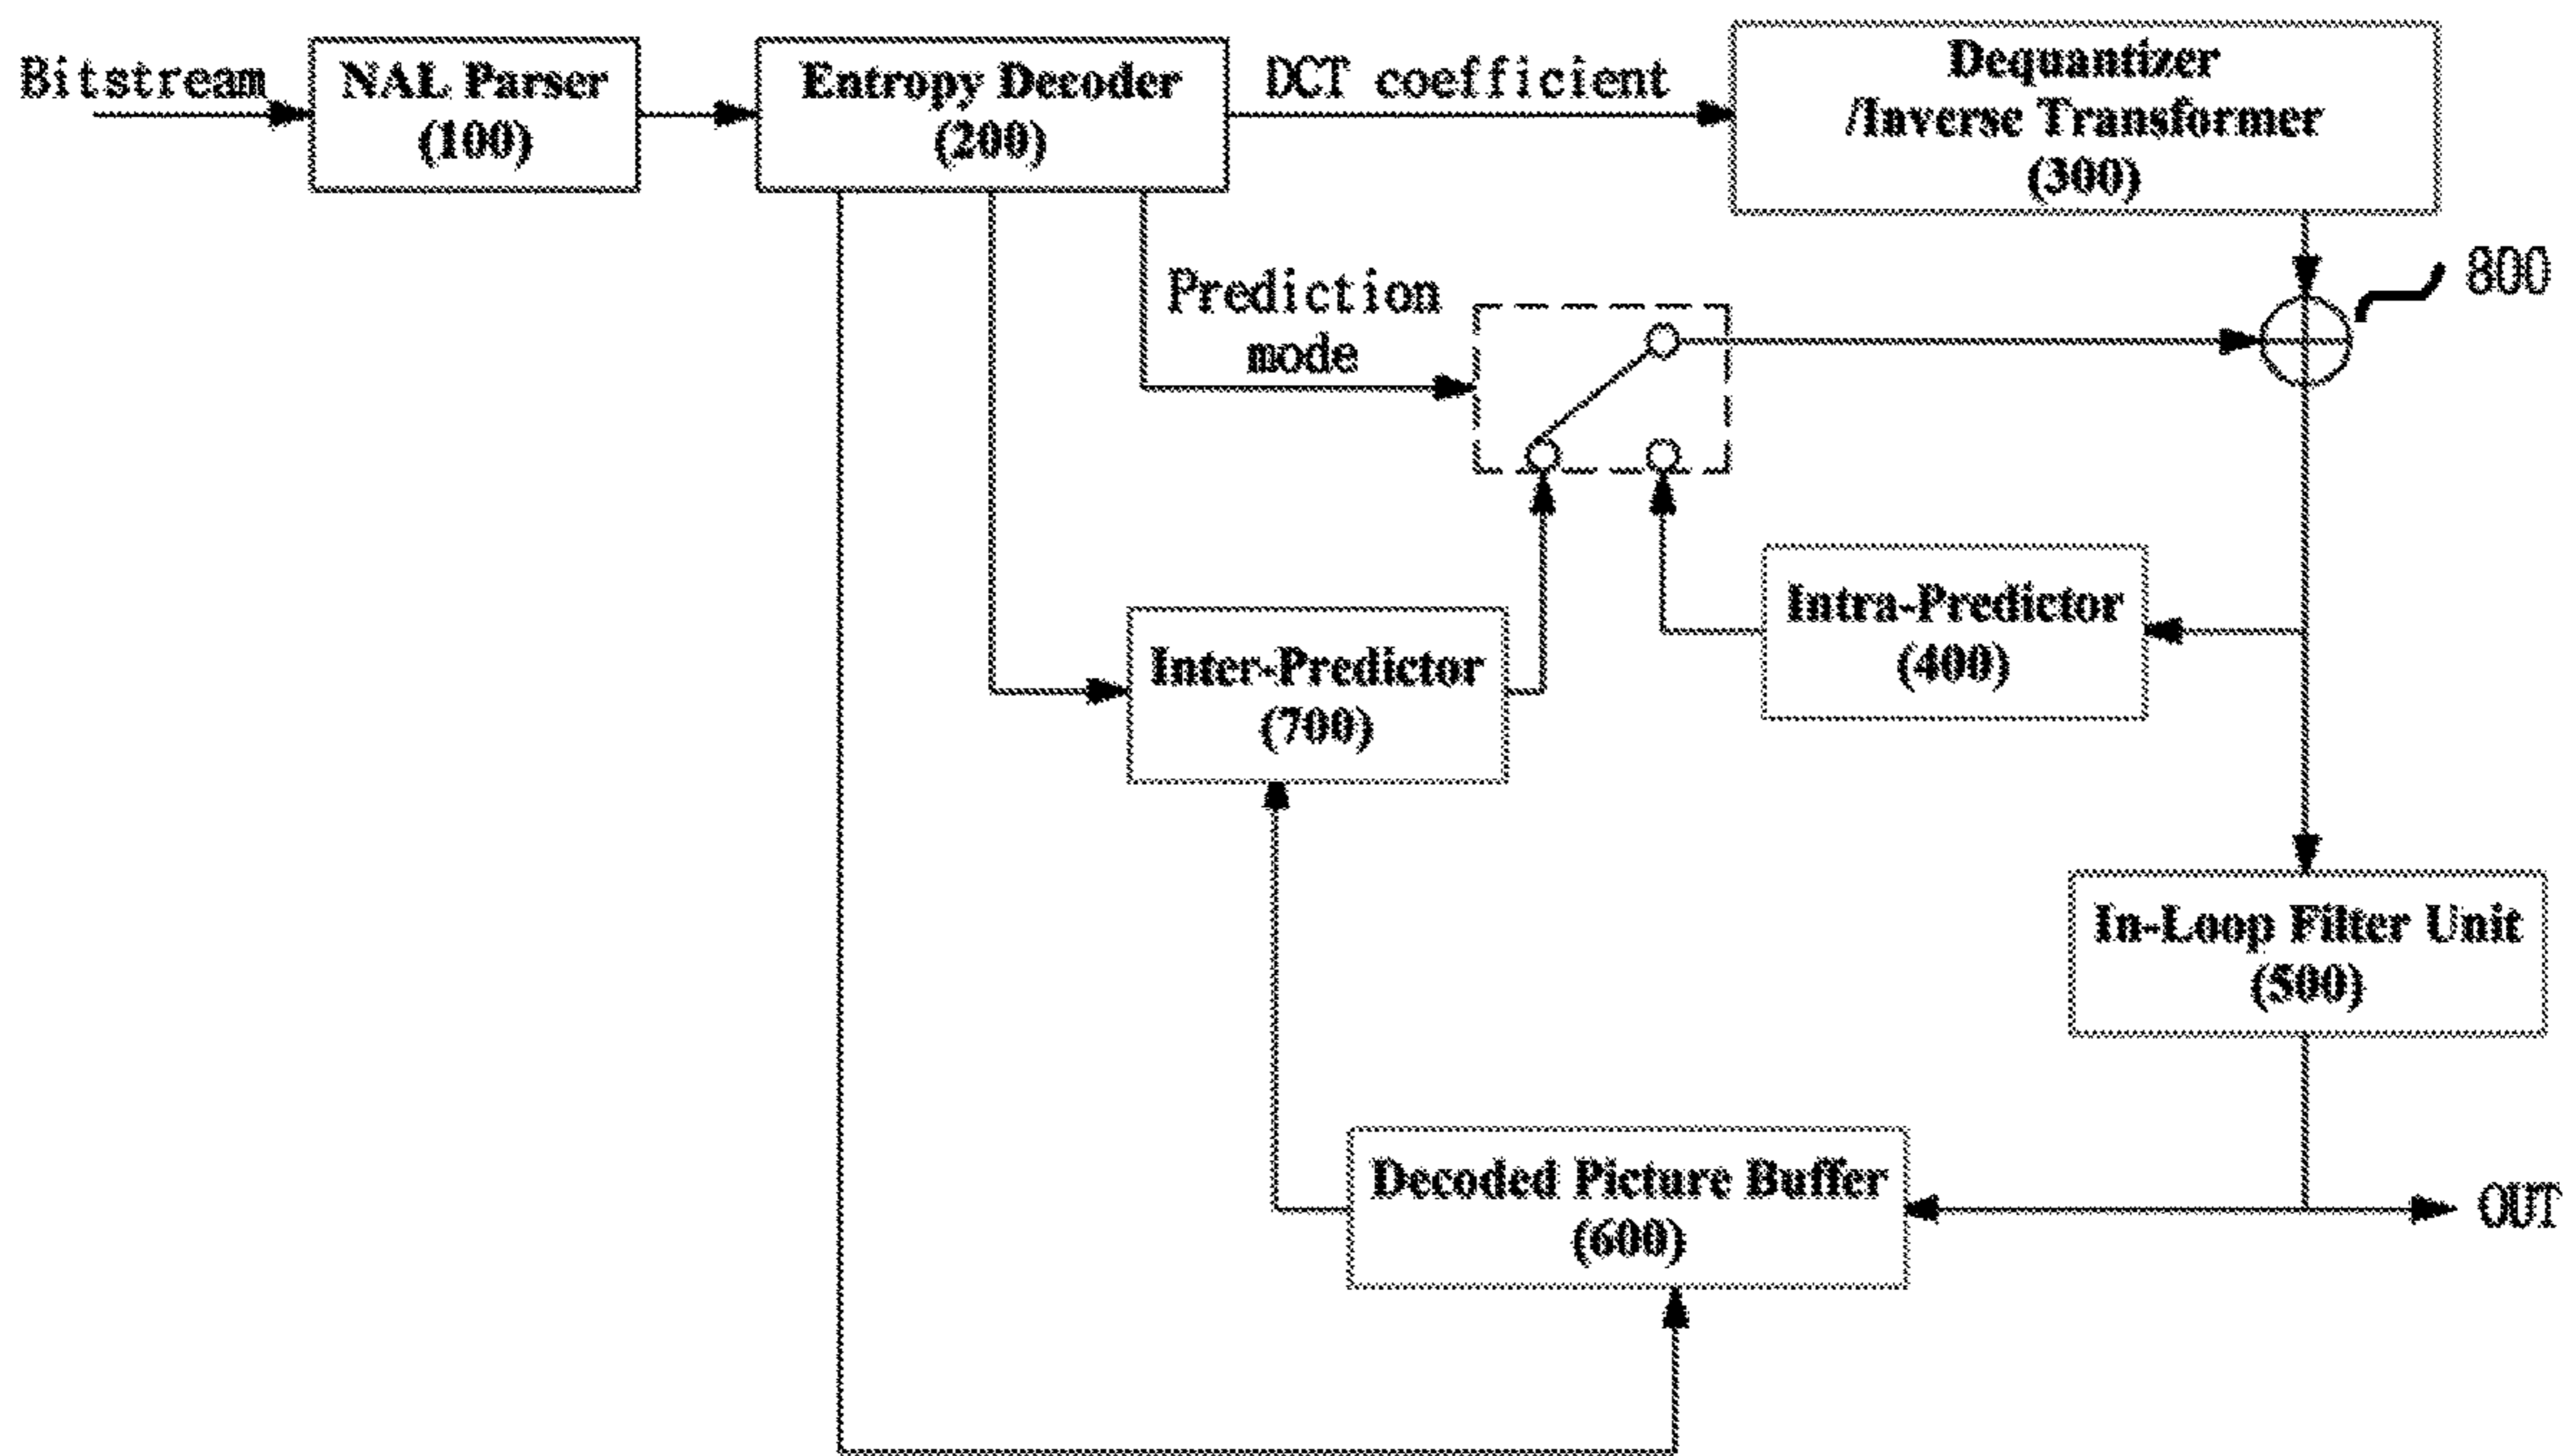 Bitstream
NAL Parser
(100)
Entropy Decoder
(200)
DCT coefficient
Dequantizer
/Inverse Transformer
(300)
800
Prediction
mode
Intra-Predictor
(400)
Inter-Predictor
(700)
In-Loop Filter Unit
(500)
Decoded Picture Buffer
(600)
OUT